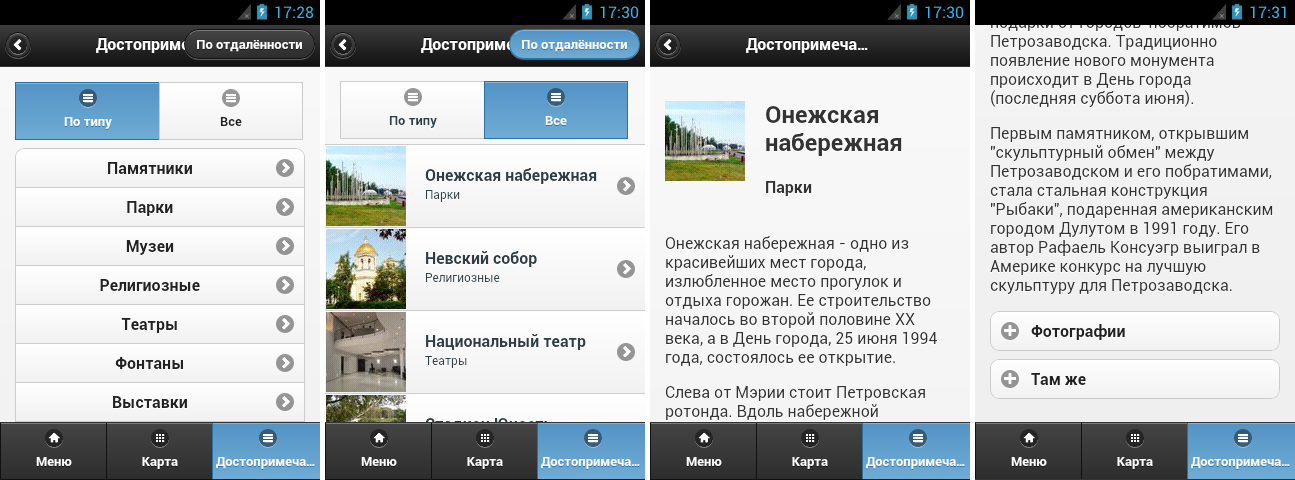 17:28
Достоприме
По отдалённости
По типу
Все
Памятники
Парки
Музеи
Религиозные
Театры
Фонтаны
Выставки
Меню
Карта
Достопримеча...
17:30
Достоприм
По отдалённости
По типу
Все
Онежская набережная
Парки
Невский собор
Религиозные
Национальный театр
Театры
Меню
Карта
Достопримеча...
17:30
Достопримеча...
Онежская
набережная
Парки
Онежская набережная - одно из
красивейших мест города,
излюбленное место прогулок и
отдыха горожан. Ее строительство
началось во второй половине XX
века, а в День города, 25 июня 1994
года, состоялось ее открытие.
Слева от Мэрии стоит Петровская
ротонда. Вдоль набережной
Меню
Карта
Достопримеча...
17:31
подарки от городов-побратимов
Петрозаводска. Традиционно
появление нового монумента
происходит в День города
(последняя суббота июня).
Первым памятником, открывшим
"скульптурный обмен" между
Петрозаводском и его побратимами,
стала стальная конструкция
"Рыбаки", подаренная американским
городом Дулутом в 1991 году. Его
автор Рафаель Консуэгр выиграл в
Америке конкурс на лучшую
скульптуру для Петрозаводска.
Фотографии
Там же
Меню
Карта
Достопримеча...